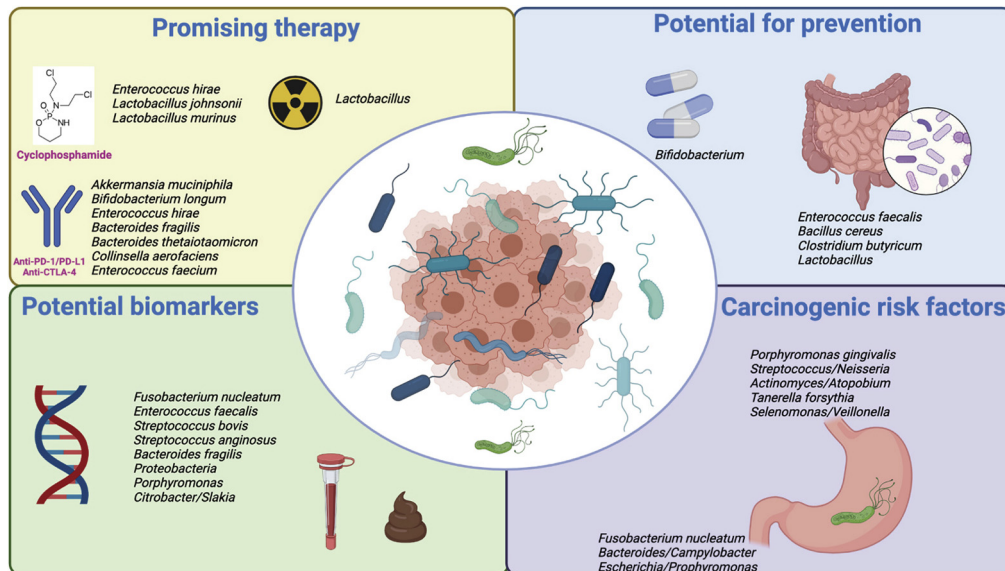 Promising therapy
Cl
Cl
N
O
P
O
NH
Cyclophosphamide
Enterococcus hirae
Lactobacillus johnsonii
Lactobacillus murinus
Lactobacillus
Anti-PD-1/PD-L1
Anti-CTLA-4
Akkermansia muciniphila
Bifidobacterium longum
Enterococcus hirae
Bacteroides fragilis
Bacteroides thetaiotaomicron
Collinsella aerofaciens
Enterococcus faecium
Potential for prevention
Bifidobacterium
Enterococcus faecalis
Bacillus cereus
Clostridium butyricum
Lactobacillus
Potential biomarkers
Fusobacterium nucleatum
Enterococcus faecalis
Streptococcus bovis
Streptococcus anginosus
Bacteroides fragilis
Proteobacteria
Porphyromonas
Citrobacter/Slakia
Carcinogenic risk factors
Porphyromonas gingivalis
Streptococcus/Neisseria
Actinomyces/Atopobium
Tanerella forsythia
Selenomonas/Veillonella
Fusobacterium nucleatum
Bacteroides/Campylobacter
Escherichia/Prophyromonas